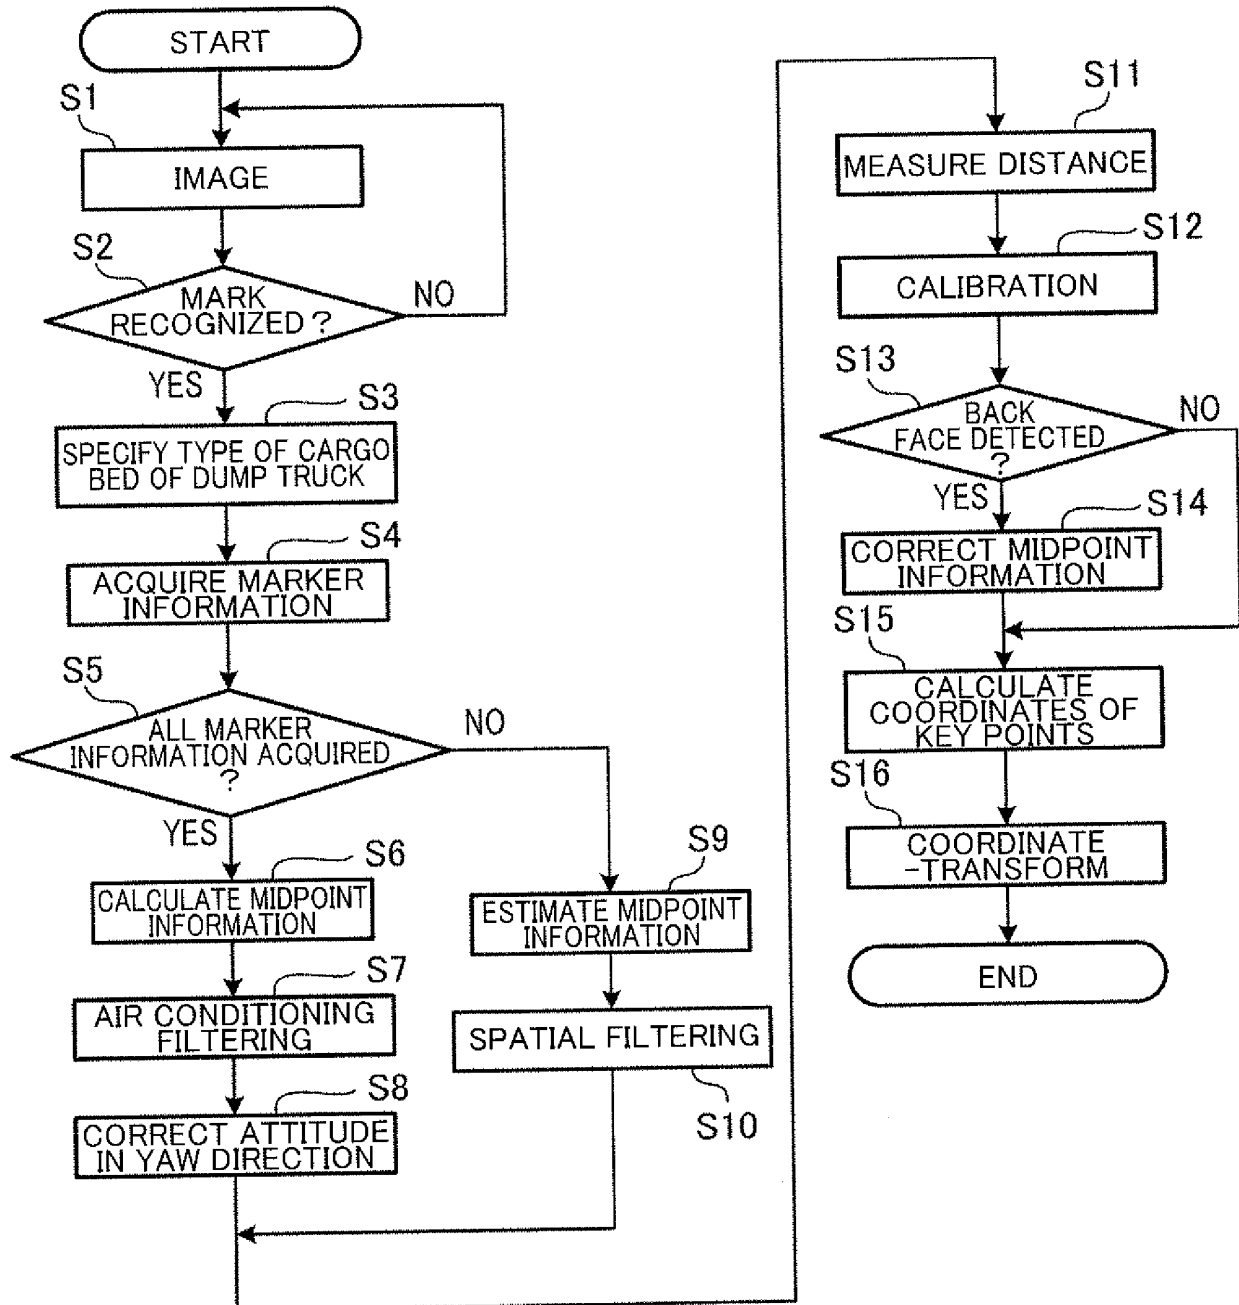 START
S1
IMAGE
S2
MARK
RECOGNIZED?
NO
YES
S3
SPECIFY TYPE OF CARGO
BED OF DUMP TRUCK
S4
ACQUIRE MARKER
INFORMATION
S5
ALL MARKER
INFORMATION ACQUIRED
?
NO
YES
S6
CALCULATE MIDPOINT
INFORMATION
S7
AIR CONDITIONING
FILTERING
S8
CORRECT ATTITUDE
IN YAW DIRECTION
S9
ESTIMATE MIDPOINT
INFORMATION
SPATIAL FILTERING
S10
S11
MEASURE DISTANCE
S12
CALIBRATION
S13
BACK
FACE DETECTED
?
NO
YES
S14
CORRECT MIDPOINT
INFORMATION
S15
CALCULATE
COORDINATES OF
KEY POINTS
S16
COORDINATE
-TRANSFORM
END